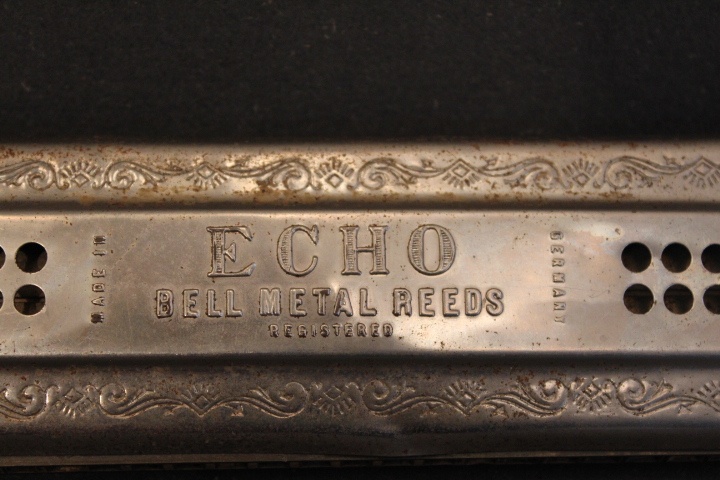 MADE IN
ECHO
BELL METAL REEDS
REGISTERED
GERMANY